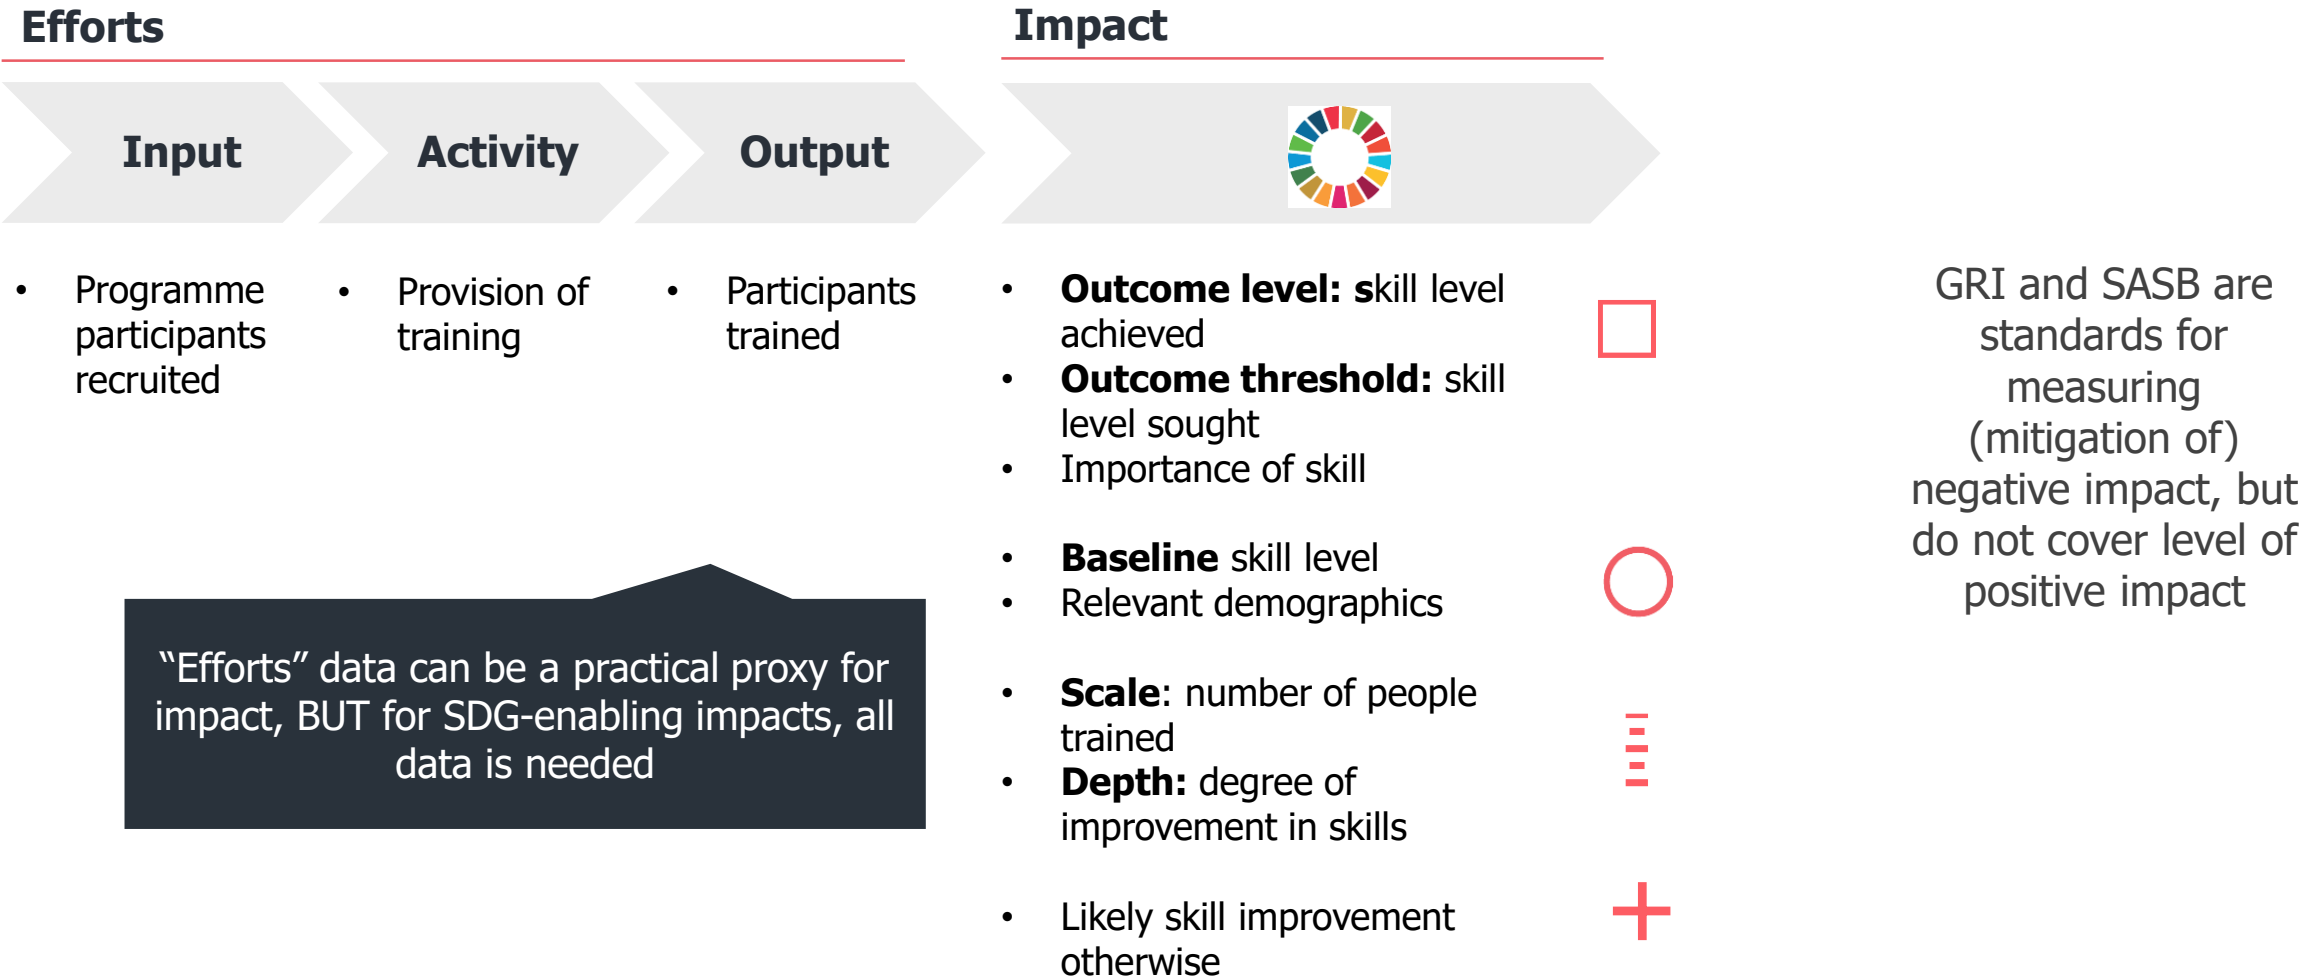 Efforts
Impact
Input
Activity
Output
• Programme
participants
recruited
• Provision of
training
• Participants
trained
• Outcome level: skill level
achieved
• Outcome threshold: skill
level sought
• Importance of skill
• Baseline skill level
• Relevant demographics
• Scale: number of people
trained
• Depth: degree of
improvement in skills
• Likely skill improvement
otherwise
“Efforts” data can be a practical proxy for
impact, BUT for SDG-enabling impacts, all
data is needed
GRI and SASB are
standards for
measuring
(mitigation of)
negative impact, but
do not cover level of
positive impact